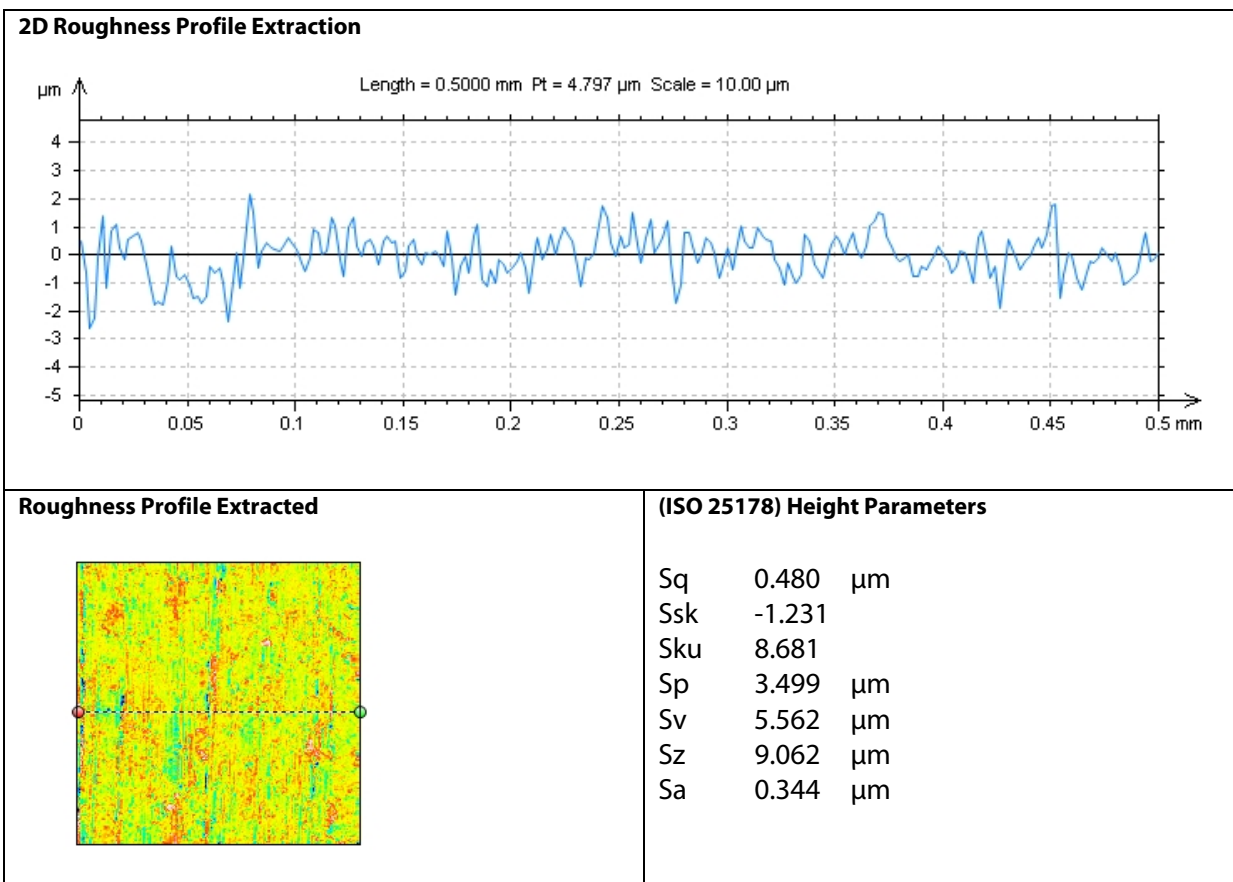 2D Roughness Profile Extraction
µm Length = 0.5000 mm Pt = 4.797 µm Scale = 10.00 µm
4
3
2
1
0
-1
-2
-3
-4
-5
0 0.05 0.1 0.15 0.2 0.25 0.3 0.35 0.4 0.45 0.5 mm
Roughness Profile Extracted
(ISO 25178) Height Parameters
Sq 0.480 µm
Ssk -1.231
Sku 8.681
Sp 3.499 µm
Sv 5.562 µm
Sz 9.062 µm
Sa 0.344 µm